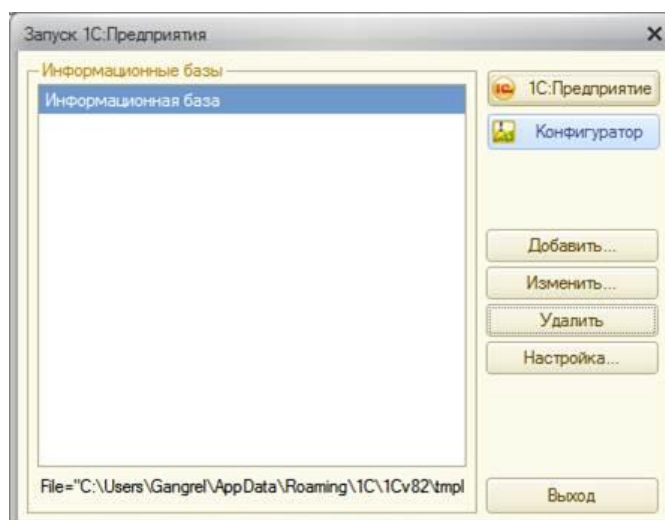 Запуск 1С:Предприятия
Информационные базы
Информационная база
1С:Предприятие
Конфигуратор
Добавить...
Изменить...
Удалить
Настройка...
File="C:\Users\Gangrel\AppData\Roaming\1C\1Cv82\tmpl
Выход